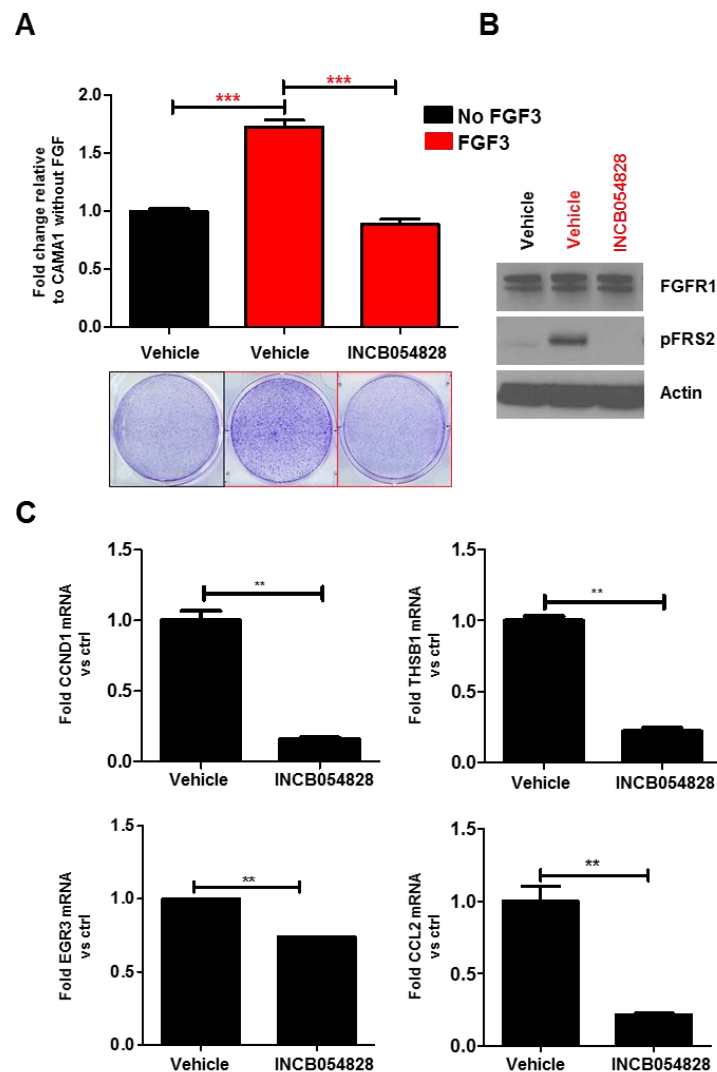 A
B
***
***
2.0
1.5
1.0
0.5
0.0
Fold change relative
to CAMA1 without FGF
No FGF3
FGF3
Vehicle
Vehicle
INCB054828
Vehicle
Vehicle
INCB054828
FGFR1
pFRS2
Actin
C
1.5
1.0
0.5
0.0
Fold CCND1 mRNA
vs ctrl
**
Vehicle
INCB054828
1.5
1.0
0.5
0.0
Fold THSB1 mRNA
vs ctrl
**
Vehicle
INCB054828
1.5
1.0
0.5
0.0
Fold EGR3 mRNA
vs ctrl
**
Vehicle
INCB054828
1.5
1.0
0.5
0.0
Fold CCL2 mRNA
vs ctrl
**
Vehicle
INCB054828